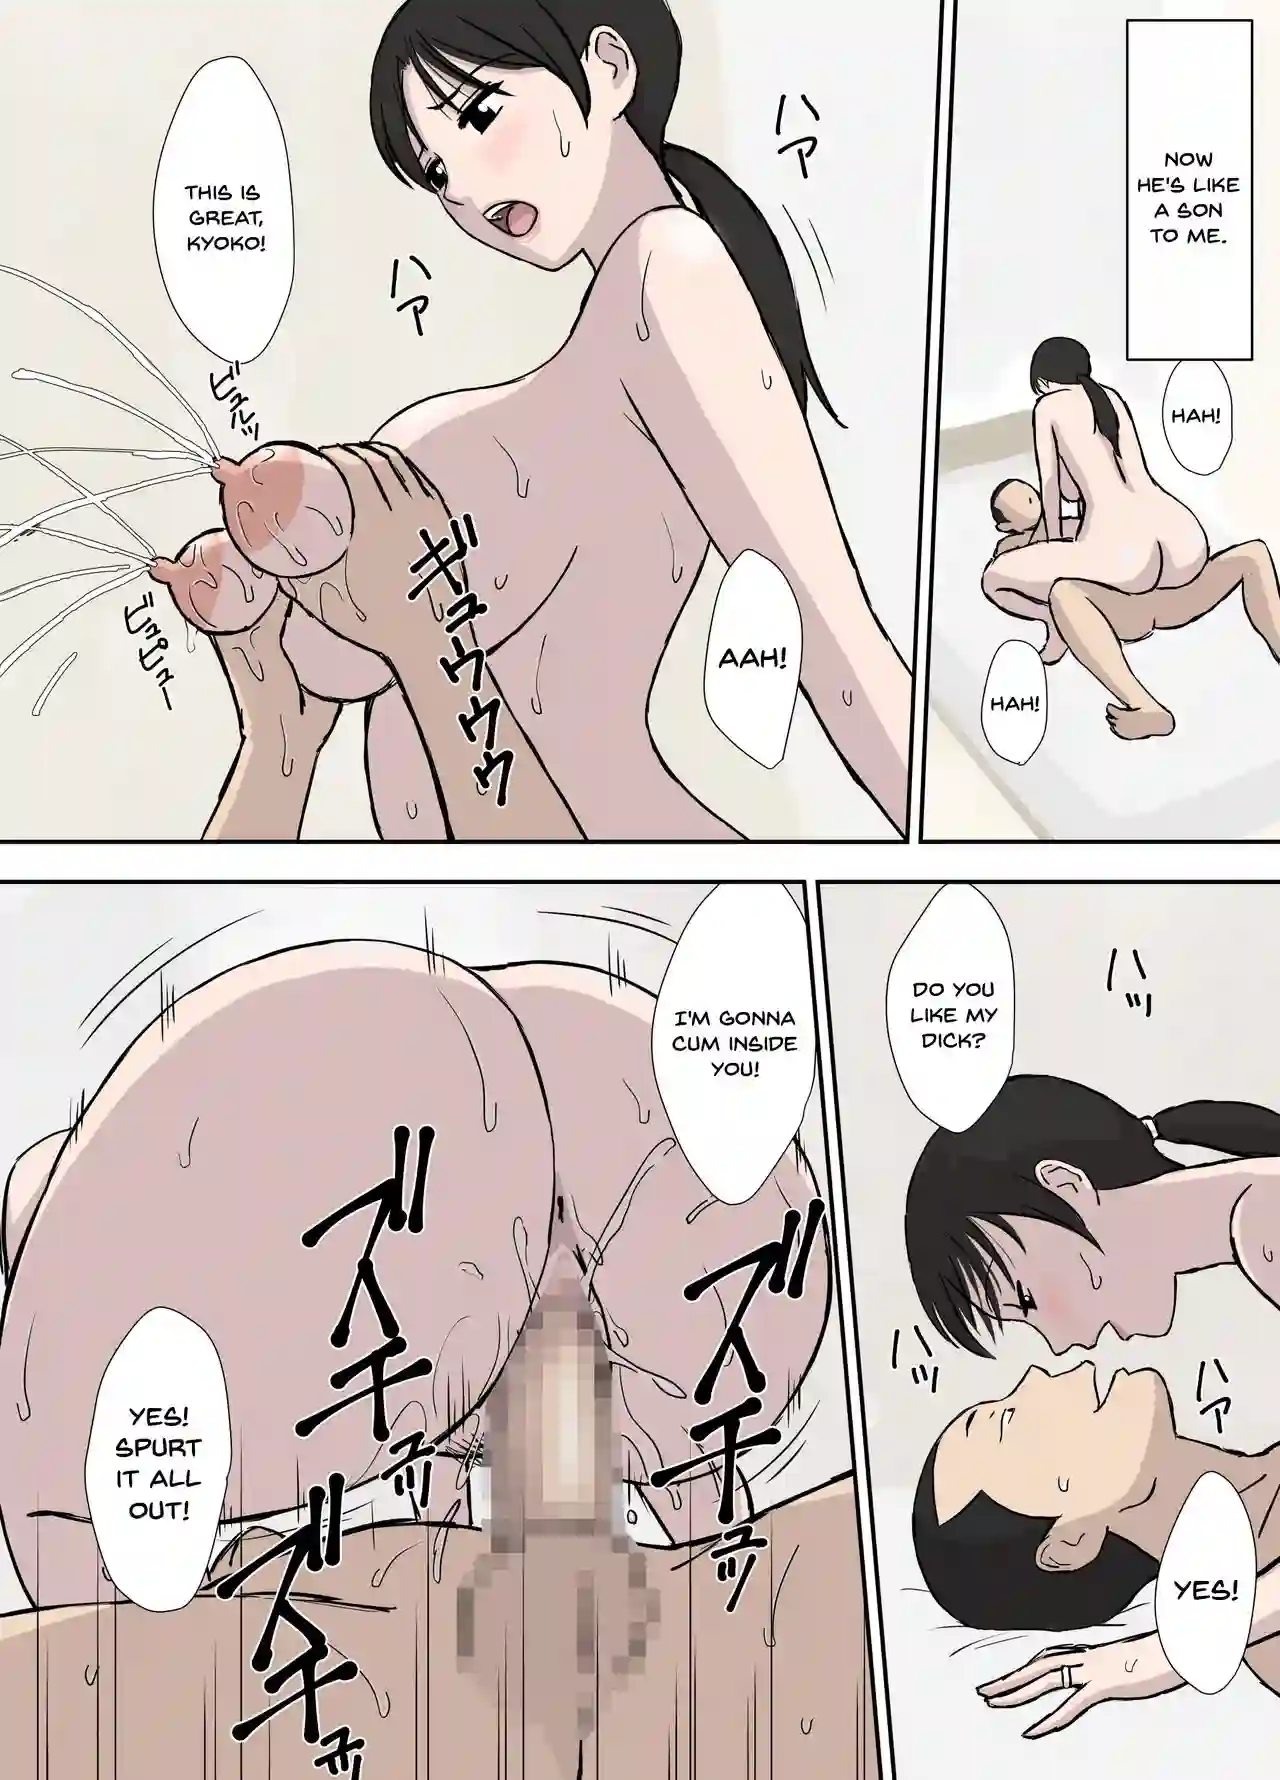 NOW
HE'S LIKE
A SON
TO ME.
HAH!
HAH!
ハァ
THIS IS
GREAT,
KYOKO!
ハァ
ビュルッ
ギュウウウ
ビュピュー
AAH!
DO YOU
LIKE MY
DICK?
ハッ
ハッ
ハァ
YES!
I'M GONNA
CUM INSIDE
YOU!
ズチュッ
ズチュッ
ズチュ
YES!
SPURT
IT ALL
OUT!